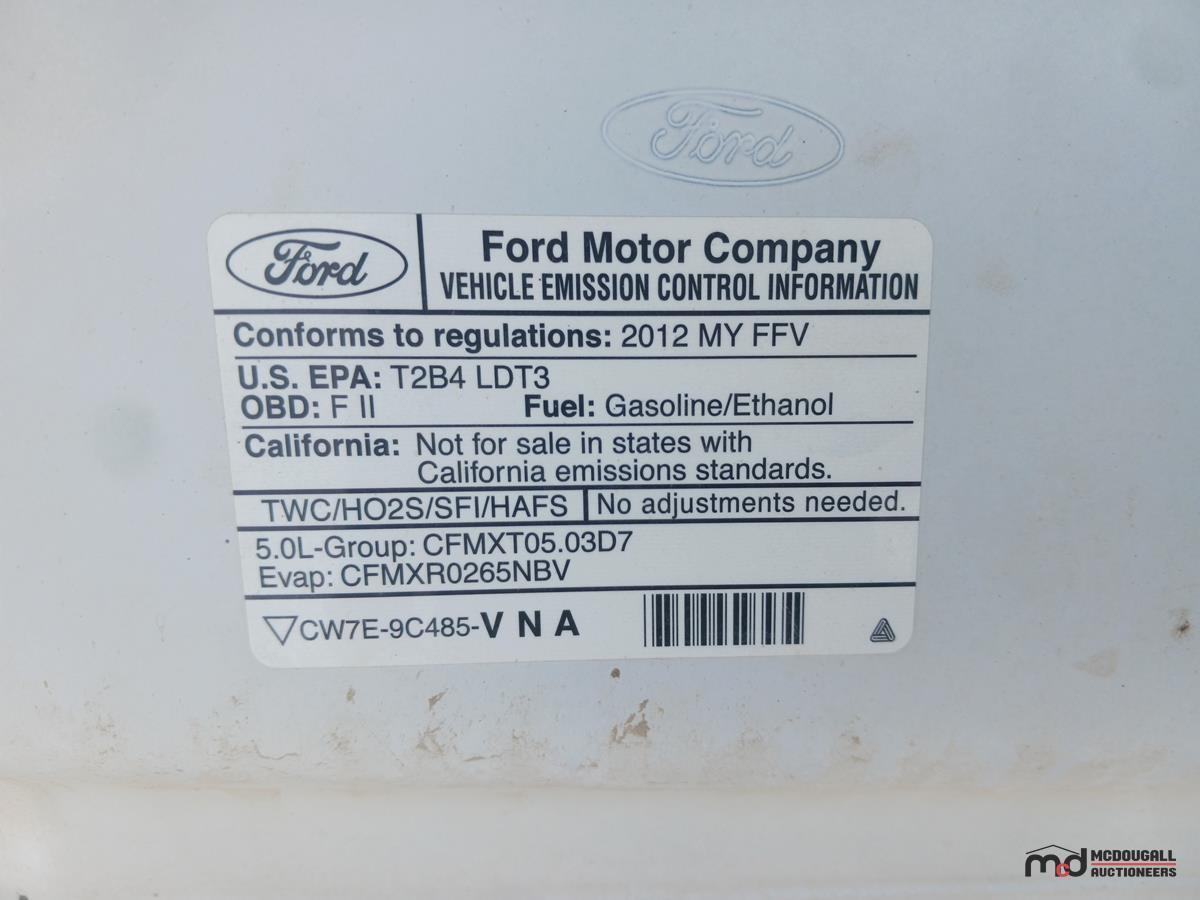 Ford
Ford
Ford Motor Company
VEHICLE EMISSION CONTROL INFORMATION
Conforms to regulations: 2012 MY FFV
U.S. EPA: T2B4 LDT3
OBD: F II Fuel: Gasoline/Ethanol
California: Not for sale in states with
California emissions standards.
TWC/HO2S/SFI/HAFS No adjustments needed.
5.0L-Group: CFMXT05.03D7
Evap: CFMXR0265NBV
CW7E-9C485-V N A
mcd MCDOUGALL
AUCTIONEERS